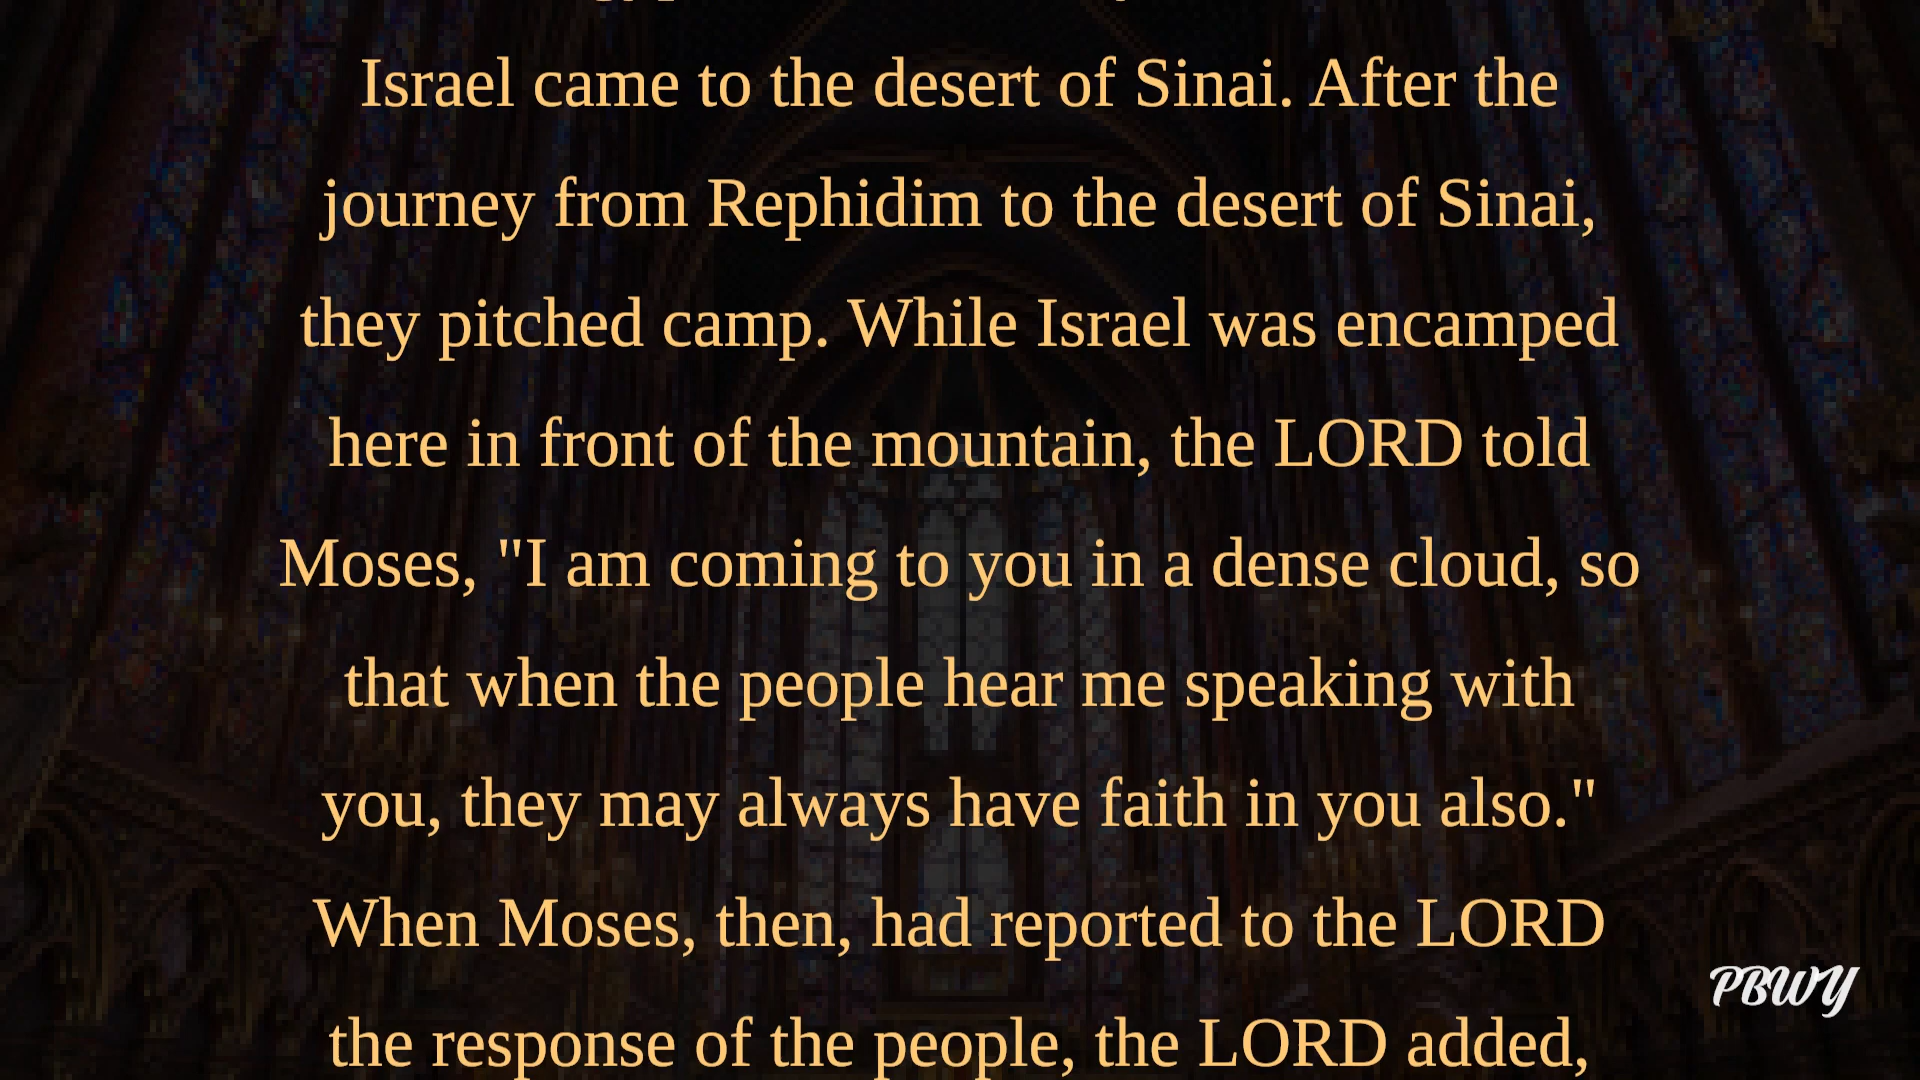 Israel came to the desert of Sinai. After the
journey from Rephidim to the desert of Sinai,
they pitched camp. While Israel was encamped
here in front of the mountain, the LORD told
Moses, "I am coming to you in a dense cloud, so
that when the people hear me speaking with
you, they may always have faith in you also."
When Moses, then, had reported to the LORD
PBWY
the response of the people, the LORD added,